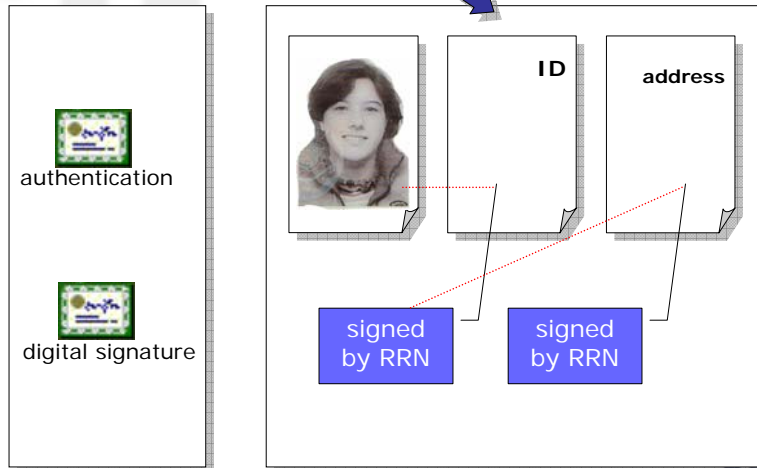 authentication
digital signature
ID
address
signed
by RRN
signed
by RRN